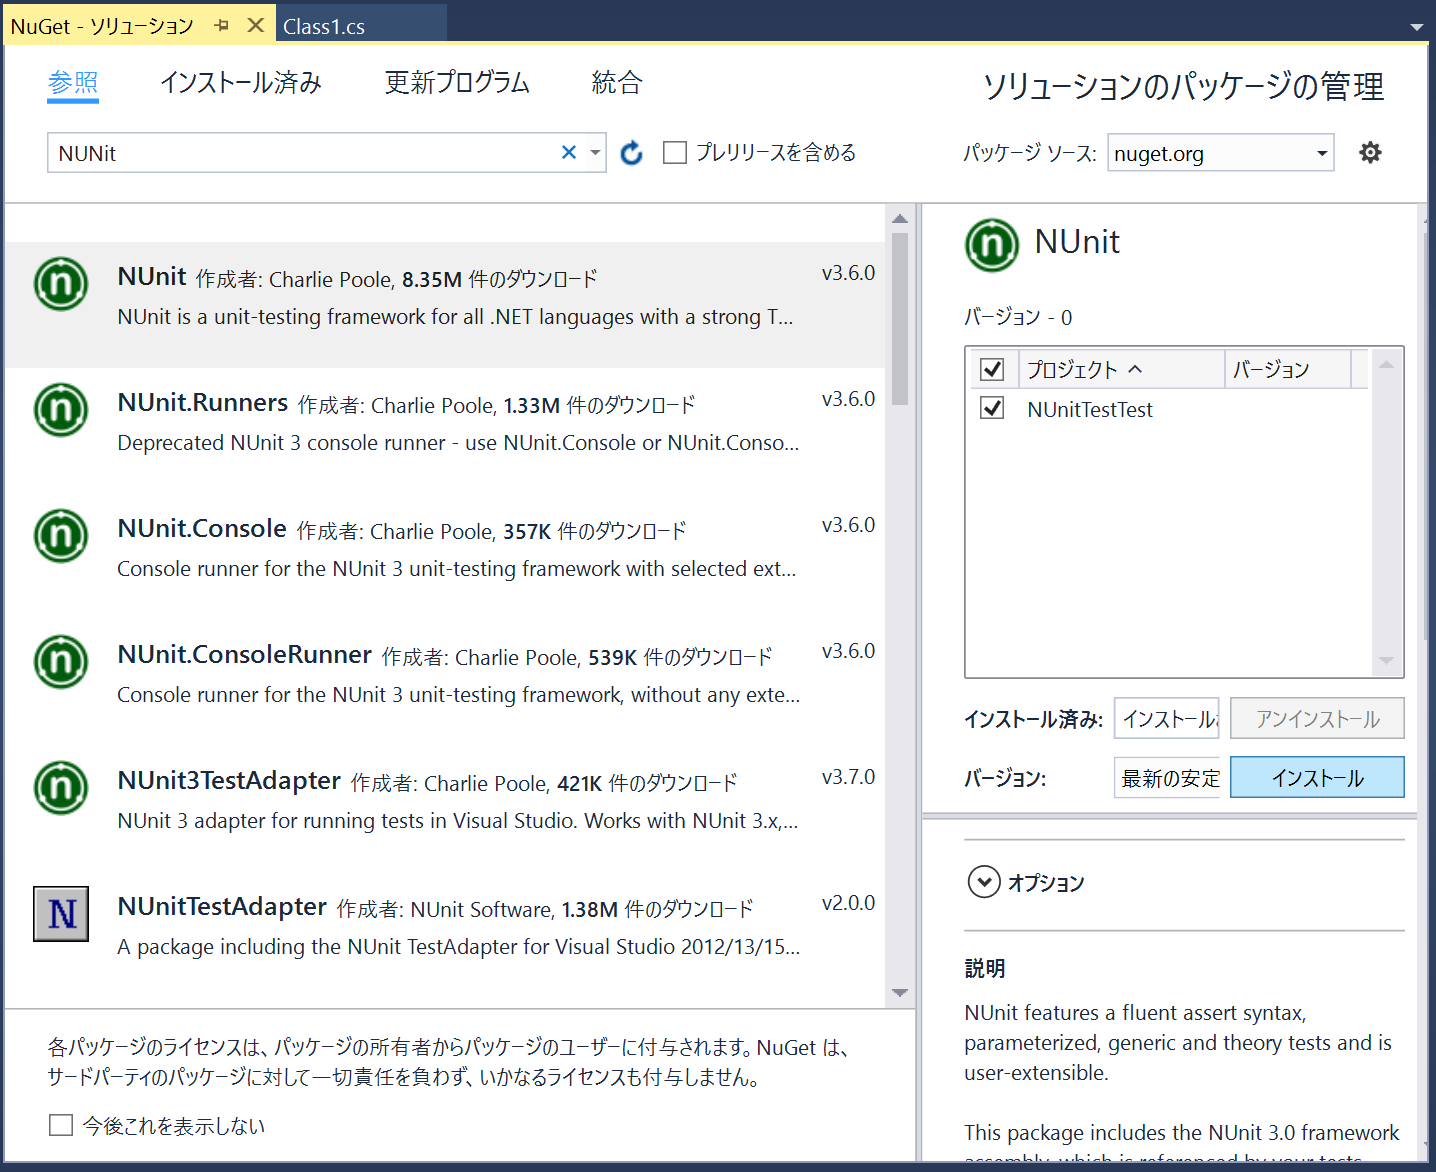 NuGet - ソリューション
Class1.cs
参照 インストール済み 更新プログラム 統合
ソリューションのパッケージの管理
NUNit
プレリリースを含める
パッケージ ソース: nuget.org
NUnit 作成者: Charlie Poole, 8.35M 件のダウンロード v3.6.0
NUnit is a unit-testing framework for all .NET languages with a strong T...
NUnit.Runners 作成者: Charlie Poole, 1.33M 件のダウンロード v3.6.0
Deprecated NUnit 3 console runner - use NUnit.Console or NUnit.Conso...
NUnit.Console 作成者: Charlie Poole, 357K 件のダウンロード v3.6.0
Console runner for the NUnit 3 unit-testing framework with selected ext...
NUnit.ConsoleRunner 作成者: Charlie Poole, 539K 件のダウンロード v3.6.0
Console runner for the NUnit 3 unit-testing framework, without any exte...
NUnit3TestAdapter 作成者: Charlie Poole, 421K 件のダウンロード v3.7.0
NUnit 3 adapter for running tests in Visual Studio. Works with NUnit 3.x,...
N
NUnitTestAdapter 作成者: NUnit Software, 1.38M 件のダウンロード v2.0.0
A package including the NUnit TestAdapter for Visual Studio 2012/13/15...
各パッケージのライセンスは、パッケージの所有者からパッケージのユーザーに付与されます。NuGet は、
サードパーティのパッケージに対して一切責任を負わず、いかなるライセンスも付与しません。
今後これを表示しない
NUnit
バージョン - 0
プロジェクト バージョン
NUnitTestTest
インストール済み: インストール アンインストール
バージョン: 最新の安定 インストール
オプション
説明
NUnit features a fluent assert syntax,
parameterized, generic and theory tests and is
user-extensible.
This package includes the NUnit 3.0 framework
assembly, which is referenced by your tests.